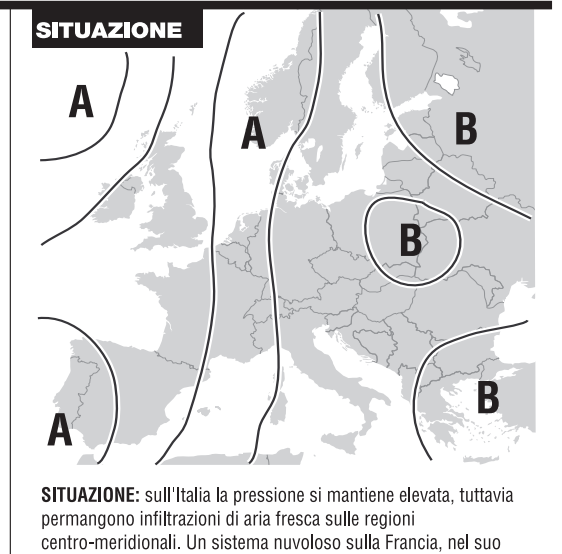 SITUAZIONE
A
A
B
B
A
B
SITUAZIONE: sull'Italia la pressione si mantiene elevata, tuttavia
permangono infiltrazioni di aria fresca sulle regioni
centro-meridionali. Un sistema nuvoloso sulla Francia, nel suo